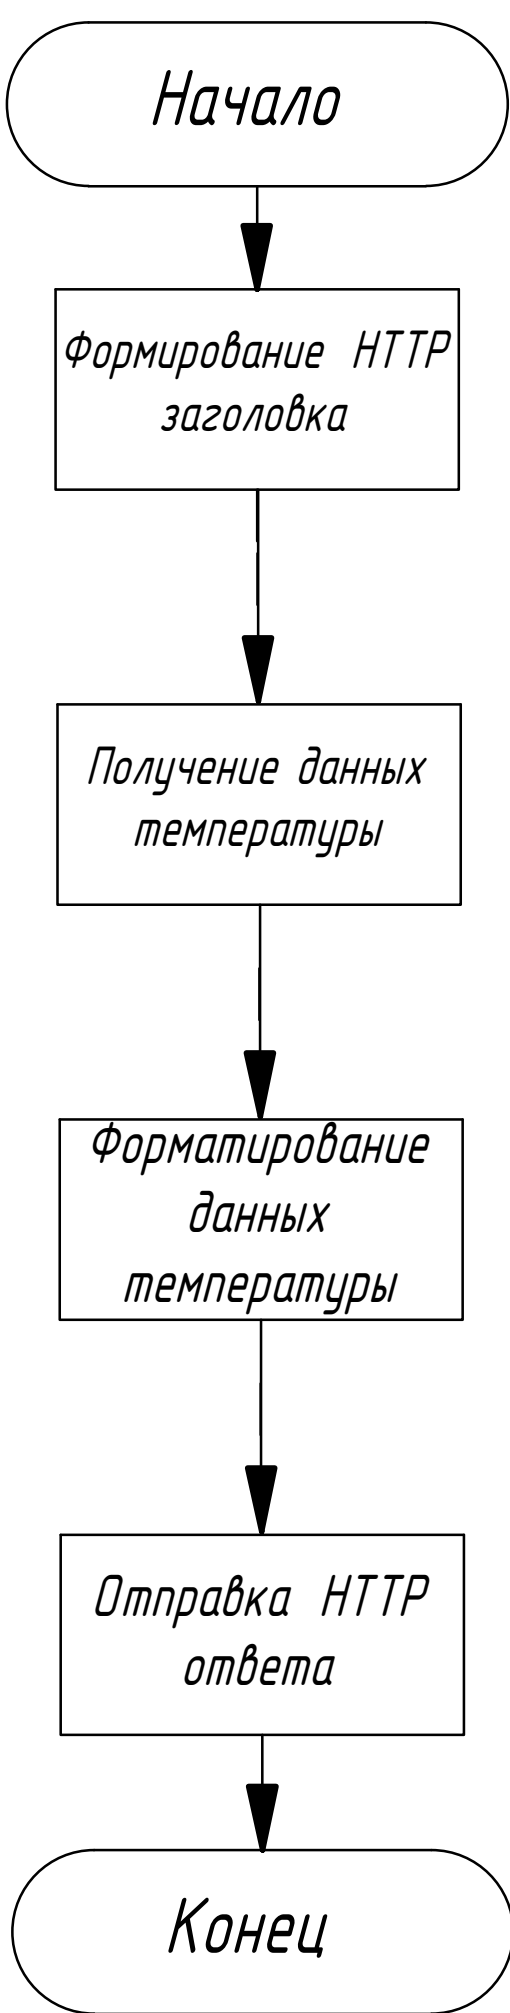 Начало
Формирование HTTP
заголовка
Получение данных
температуры
Форматирование
данных
температуры
Отправка HTTP
ответа
Конец